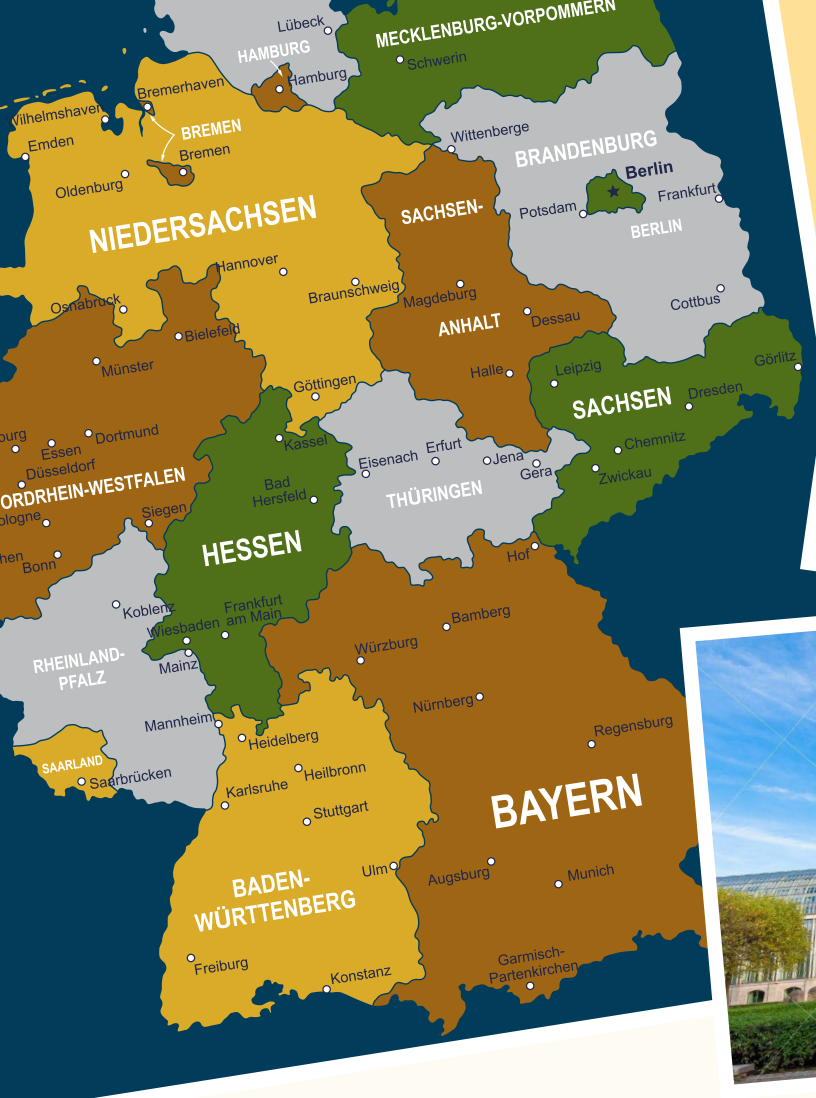 Lübeck
MECKLENBURG-VORPOMMERN
HAMBURG
Schwerin
Hamburg
Bremerhaven
Wilhelmshaven
BREMEN
Wittenberge
Emden
Bremen
BRANDENBURG
Berlin
Oldenburg
Frankfurt
NIEDERSACHSEN
SACHSEN-
Potsdam
BERLIN
Hannover
Braunschweig
Magdeburg
Cottbus
Osnabrück
ANHALT
Dessau
Bielefeld
Münster
Halle
Leipzig
Görlitz
Göttingen
SACHSEN
Dresden
burg
Dortmund
Essen
Kassel
Eisenach
Erfurt
Jena
Gera
Chemnitz
Düsseldorf
Zwickau
ORDRHEIN-WESTFALEN
Bad
Hersfeld
THÜRINGEN
ologne
Siegen
HESSEN
hen
Bonn
Hof
Koblenz
Frankfurt
am Main
Wiesbaden
Bamberg
Mainz
Würzburg
RHEINLAND-
PFALZ
Mannheim
Nürnberg
Heidelberg
Regensburg
SAARLAND
Saarbrücken
Heilbronn
Karlsruhe
BAYERN
Stuttgart
Ulm
Augsburg
Munich
BADEN-
WÜRTTENBERG
Freiburg
Konstanz
Garmisch-
Partenkirchen